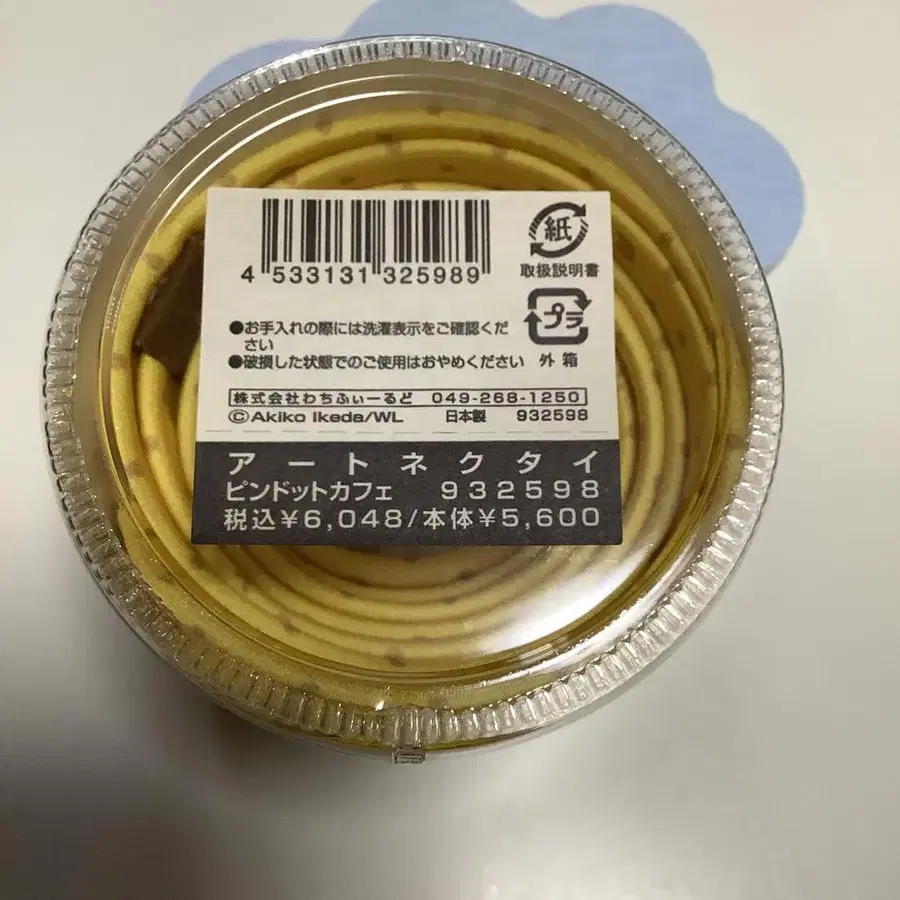 4 533131 325989
紙
取扱説明書
プラ
外箱
●お手入れの際には洗濯表示をご確認くだ
さい
●破損した状態でのご使用はおやめください
株式会社わちふぃーるど 049-268-1250
©Akiko Ikeda/WL 日本製 932598
アートネクタイ
ピンドットカフェ 932598
税込¥6,048/本体¥5,600